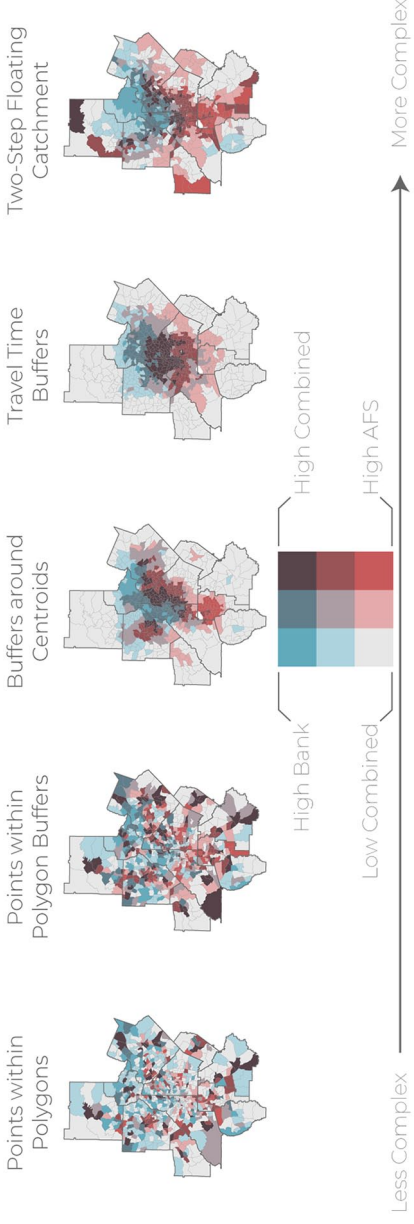 Points within
Polygons
Points within
Polygon Buffers
Buffers around
Centroids
Travel Time
Buffers
Two-Step Floating
Catchment
High Bank
High Combined
Low Combined
High AFS
Less Complex
More Complex